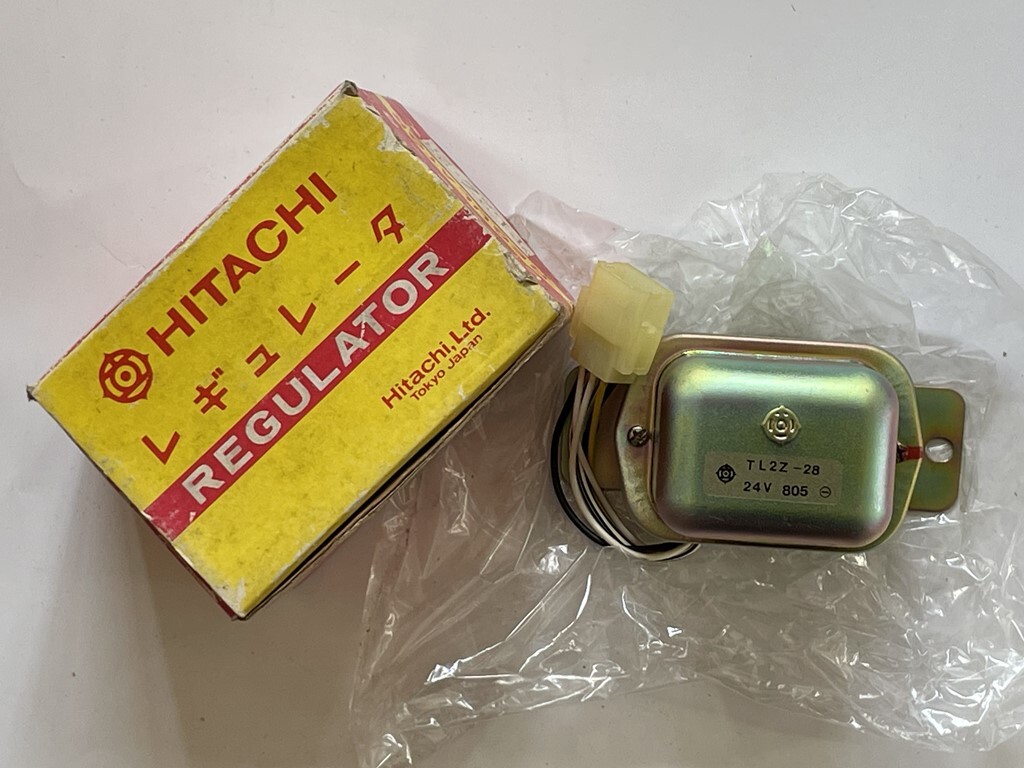 HITACHI
レギュレータ
REGULATOR
Hitachi, Ltd.
Tokyo Japan
TL2Z-28
24V 805 ⊖